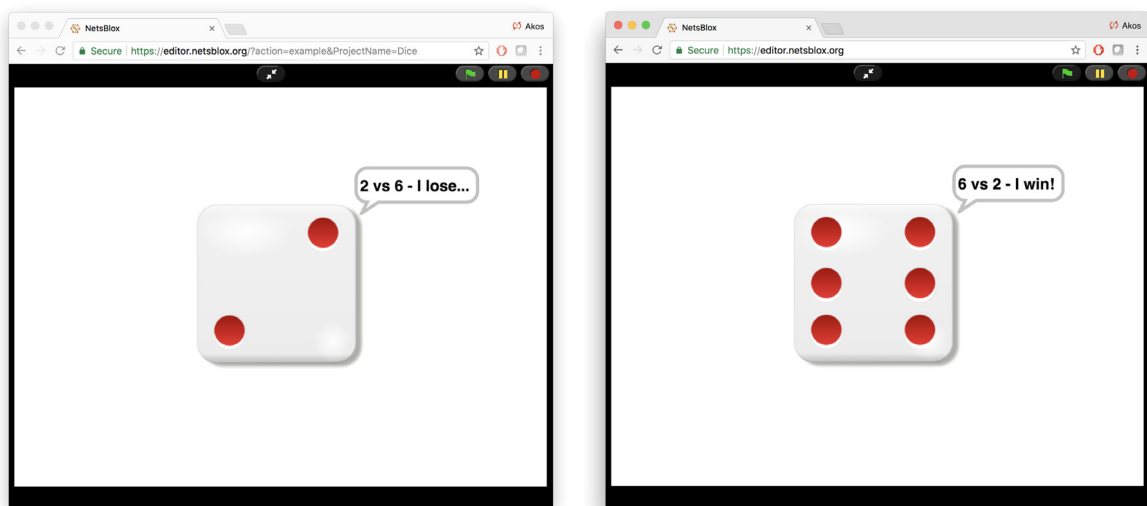 NetsBlox
Akos
Secure | https://editor.netsblox.org/?action=example&ProjectName=Dice
2 vs 6 - I lose...
NetsBlox
Akos
Secure | https://editor.netsblox.org
6 vs 2 - I win!